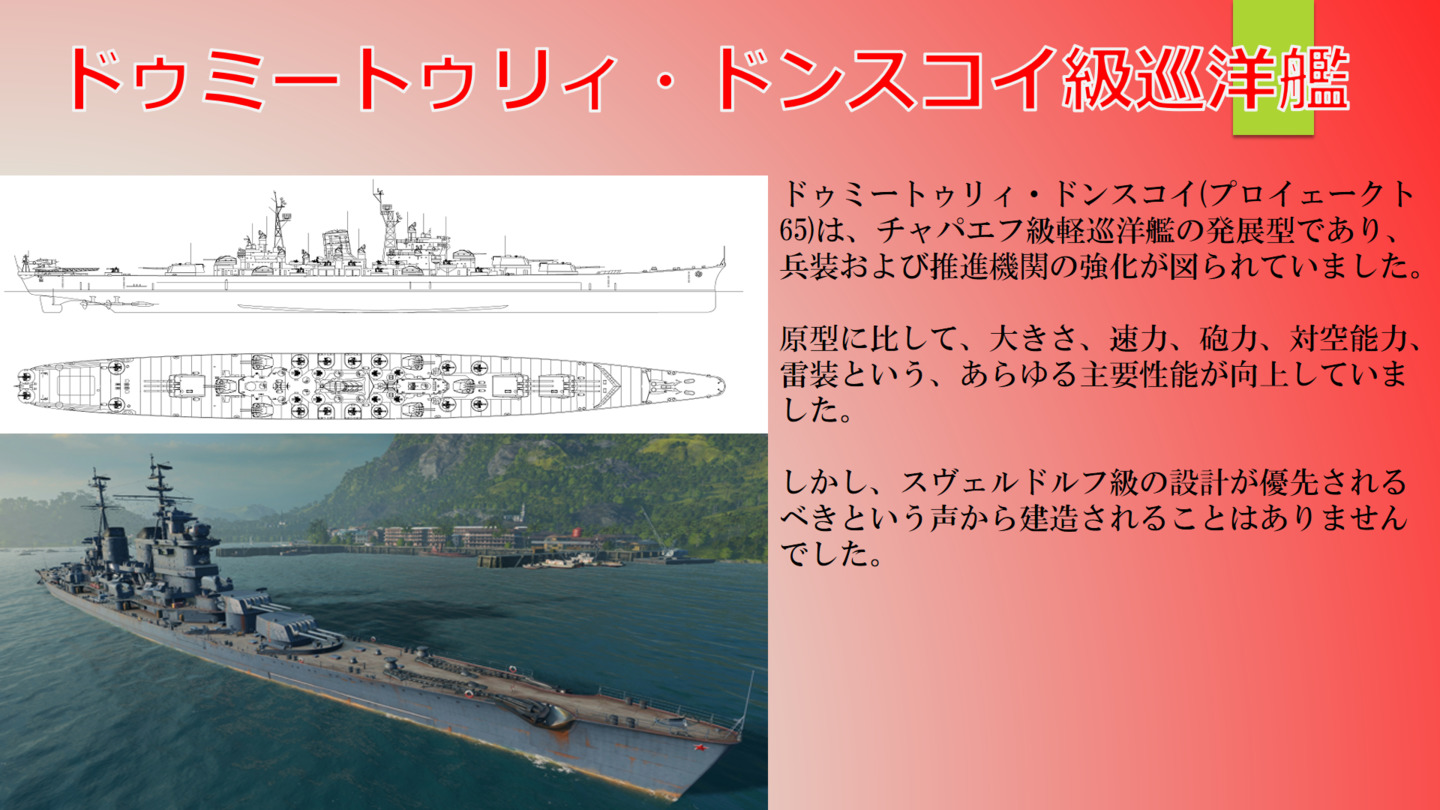 ドゥミートゥリィ・ドンスコイ級巡洋艦
ドゥミートゥリィ・ドンスコイ(プロイェークト
65)は、チャパエフ級軽巡洋艦の発展型であり、
兵装および推進機関の強化が図られていました。
原型に比して、大きさ、速力、砲力、対空能力、
雷装という、あらゆる主要性能が向上していま
した。
しかし、スヴェルドルフ級の設計が優先される
べきという声から建造されることはありません
でした。